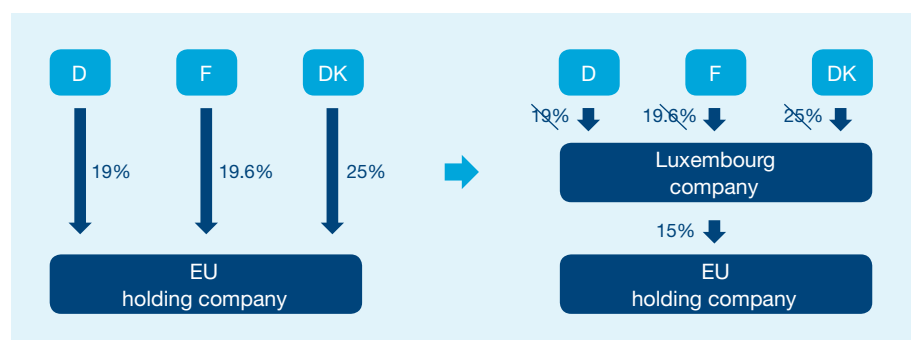 D F DK
19% 19.6% 25%
EU
holding company
D F DK
19% 19.6% 25%
Luxembourg
company
15%
EU
holding company